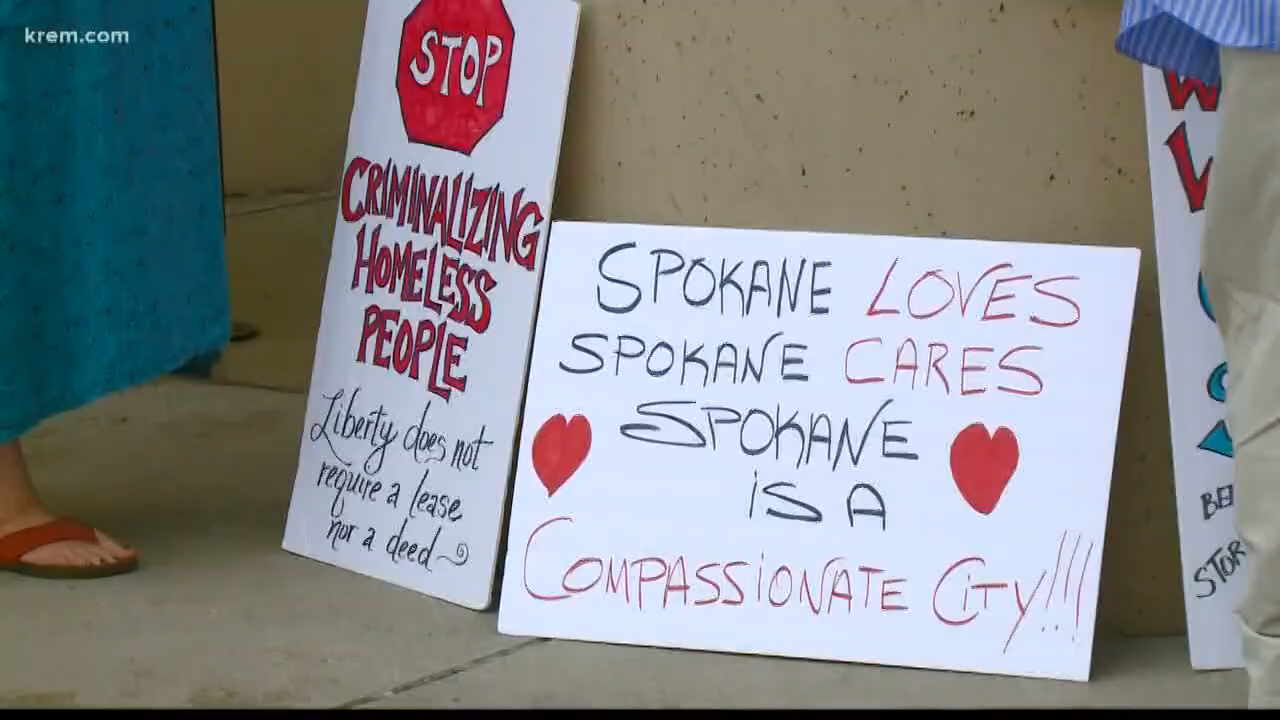 krem.com
STOP
CRIMINALIZING
HOMELESS
PEOPLE
Liberty does not
require a lease
nor a deed
SPOKANE LOVES
SPOKANE CARES
SPOKANE
iS A
COMPASSiONATE CiTy!!!